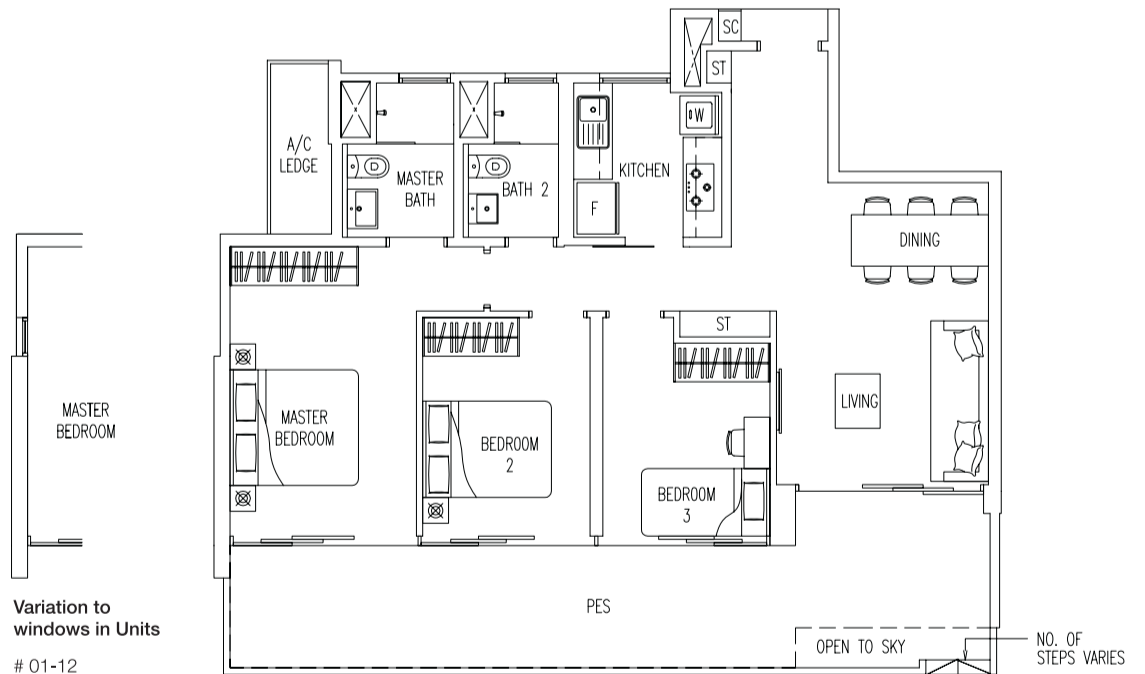 SC
ST
A/C
LEDGE
MASTER
BATH
BATH 2
KITCHEN
W
F
DINING
ST
LIVING
MASTER
BEDROOM
MASTER
BEDROOM
BEDROOM
2
BEDROOM
3
PES
OPEN TO SKY
NO. OF
STEPS VARIES
Variation to
windows in Units
# 01-12